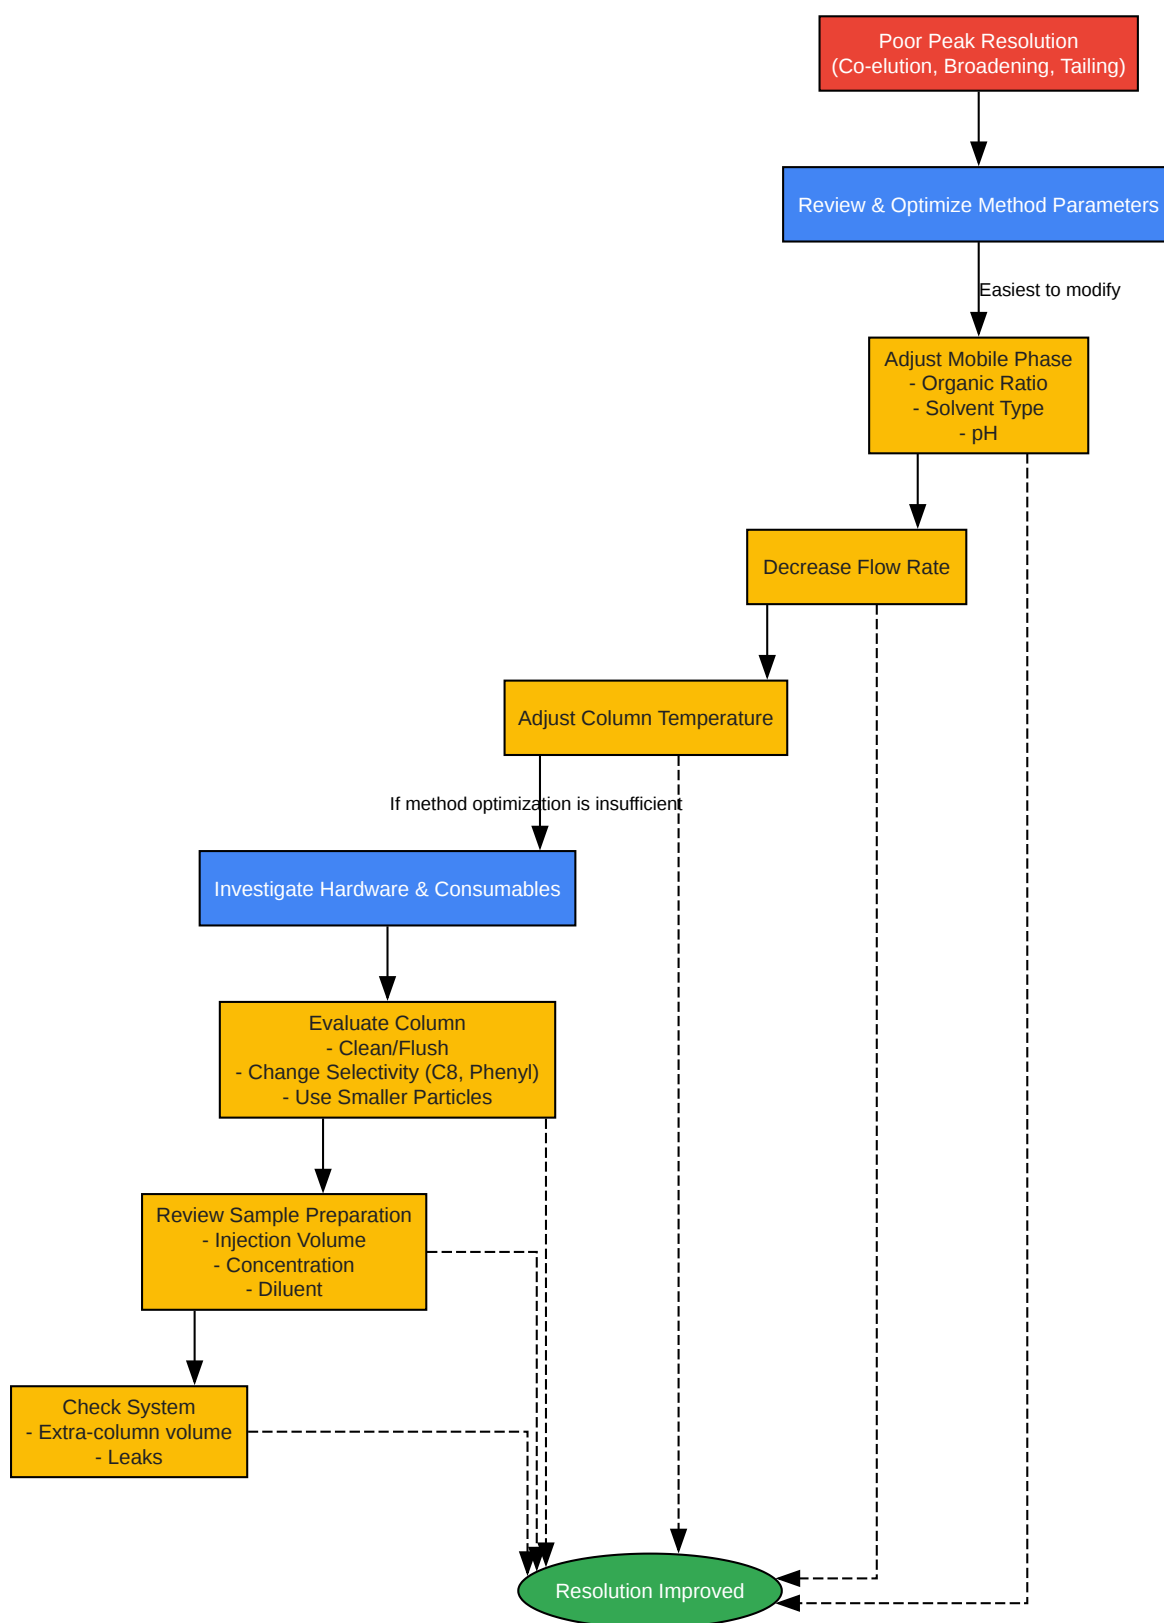 Poor Peak Resolution
(Co-elution, Broadening, Tailing)
Review & Optimize Method Parameters
Easiest to modify
Adjust Mobile Phase
- Organic Ratio
- Solvent Type
- pH
Decrease Flow Rate
Adjust Column Temperature
If method optimization is insufficient
Investigate Hardware & Consumables
Evaluate Column
- Clean/Flush
- Change Selectivity (C8, Phenyl)
- Use Smaller Particles
Review Sample Preparation
- Injection Volume
- Concentration
- Diluent
Check System
- Extra-column volume
- Leaks
Resolution Improved